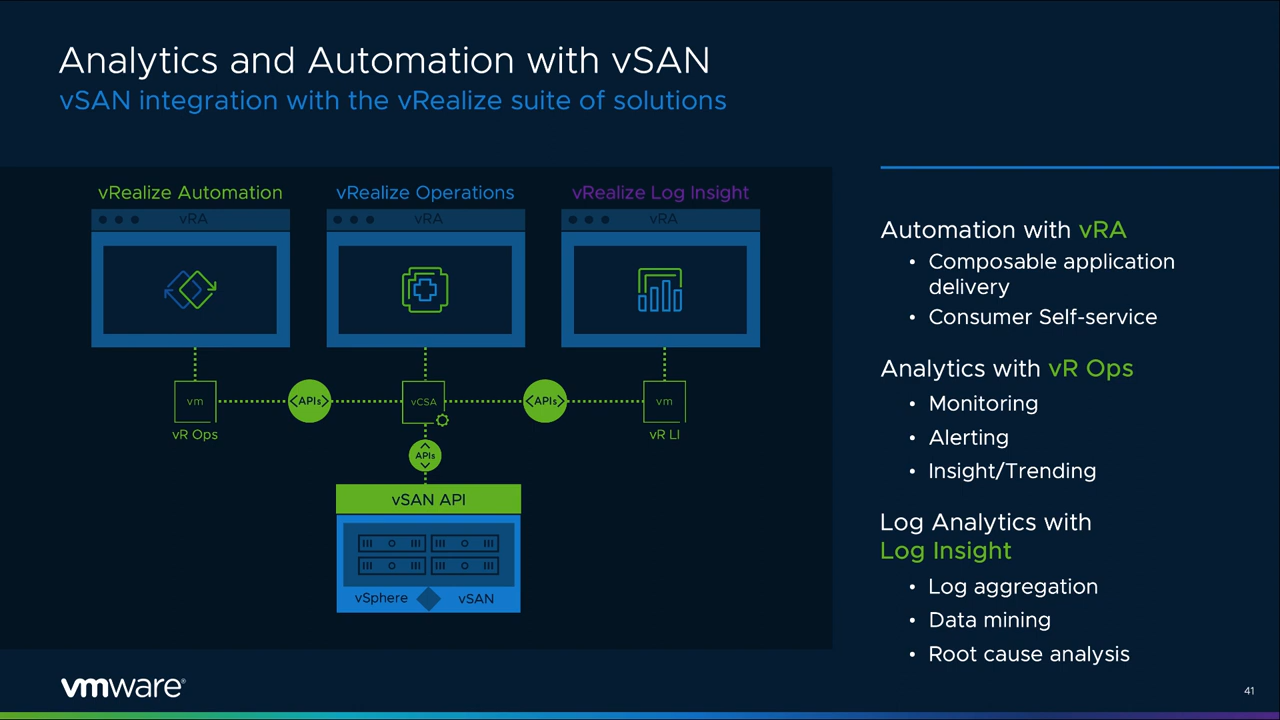 Analytics and Automation with vSAN
vSAN integration with the vRealize suite of solutions
vRealize Automation
vRealize Operations
vRealize Log Insight
vRA
vRA
vRA
vm
<APIs>
vCSA
<APIs>
vm
vR Ops
vR LI
APIs
vSAN API
vSphere
vSAN
Automation with vRA
• Composable application
delivery
• Consumer Self-service
Analytics with vR Ops
• Monitoring
• Alerting
• Insight/Trending
Log Analytics with
Log Insight
• Log aggregation
• Data mining
• Root cause analysis
vmware®
41